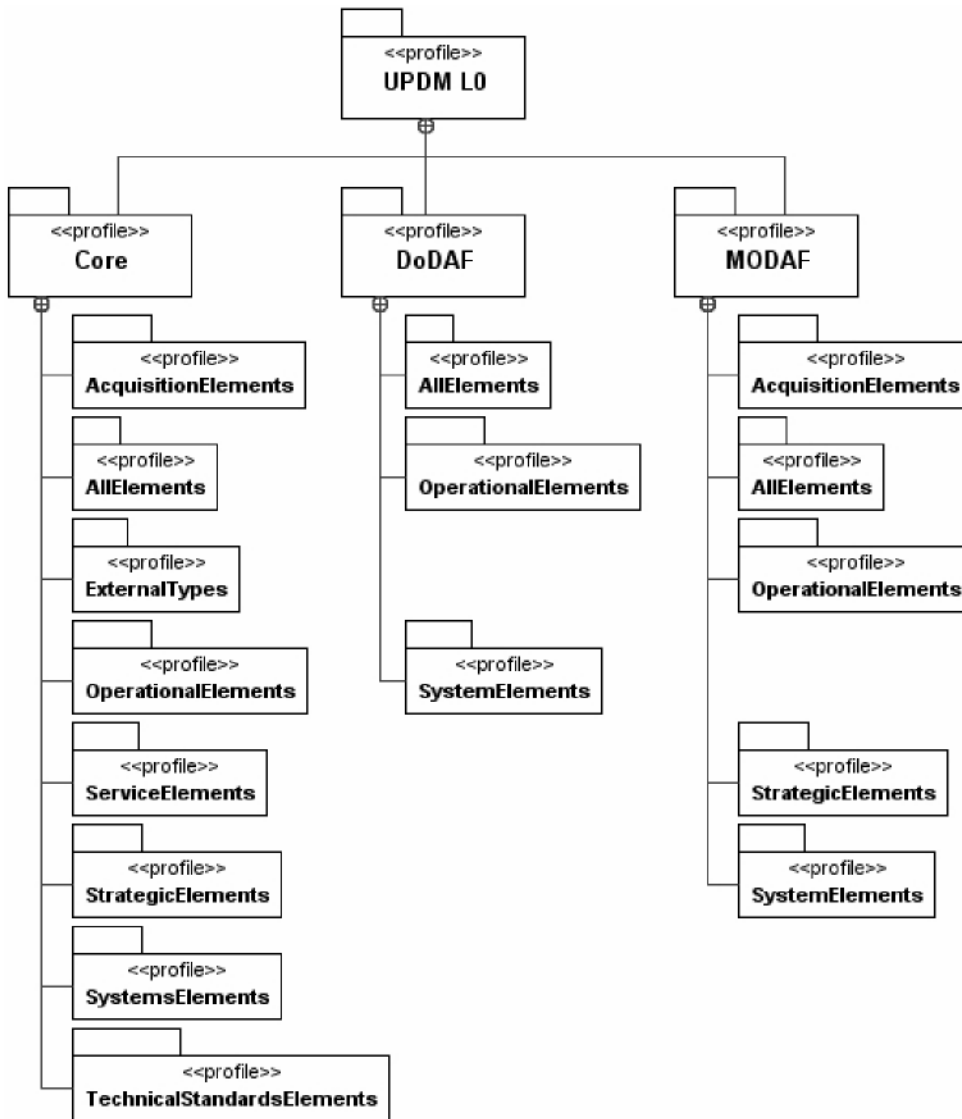 <<profile>>
UPDM L0
<<profile>>
Core
<<profile>>
AcquisitionElements
<<profile>>
AllElements
<<profile>>
ExternalTypes
<<profile>>
OperationalElements
<<profile>>
ServiceElements
<<profile>>
StrategicElements
<<profile>>
SystemsElements
<<profile>>
TechnicalStandardsElements
<<profile>>
DoDAF
<<profile>>
AllElements
<<profile>>
OperationalElements
<<profile>>
SystemElements
<<profile>>
MODAF
<<profile>>
AcquisitionElements
<<profile>>
AllElements
<<profile>>
OperationalElements
<<profile>>
StrategicElements
<<profile>>
SystemElements